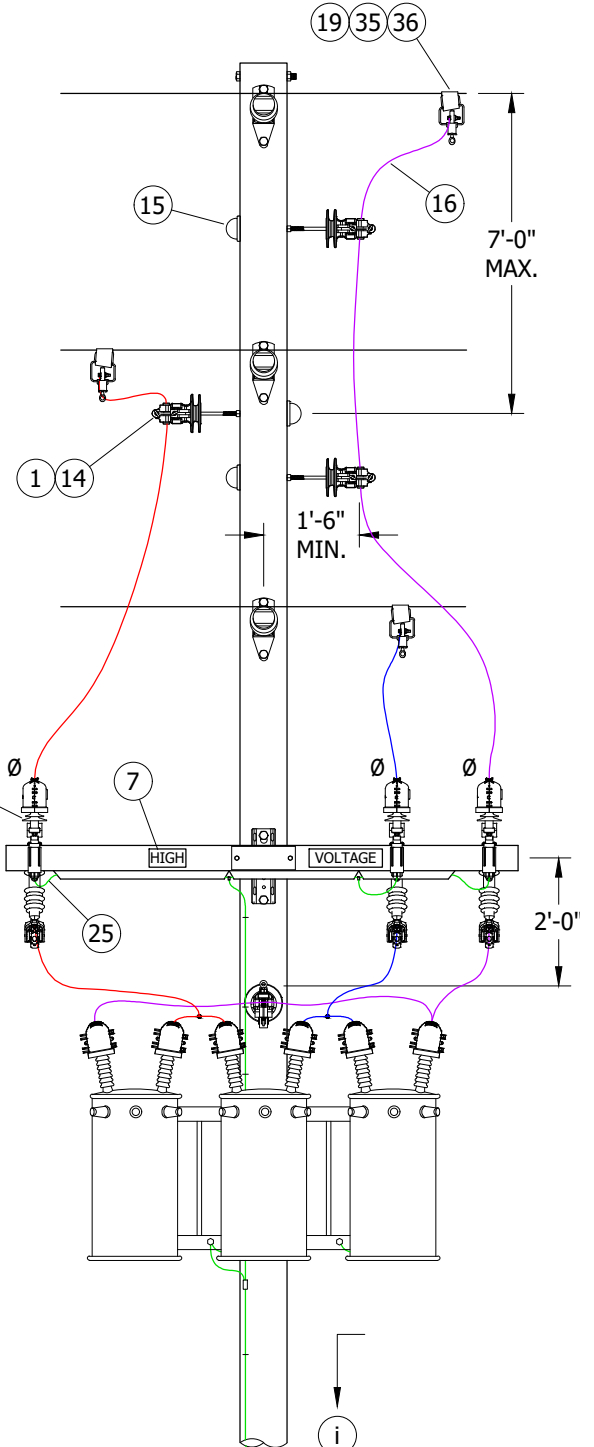 19 35 36
15
16
7'-0"
MAX.
1 14
1'-6"
MIN.
Ø Ø Ø
7
HIGH VOLTAGE
25
2'-0"
i